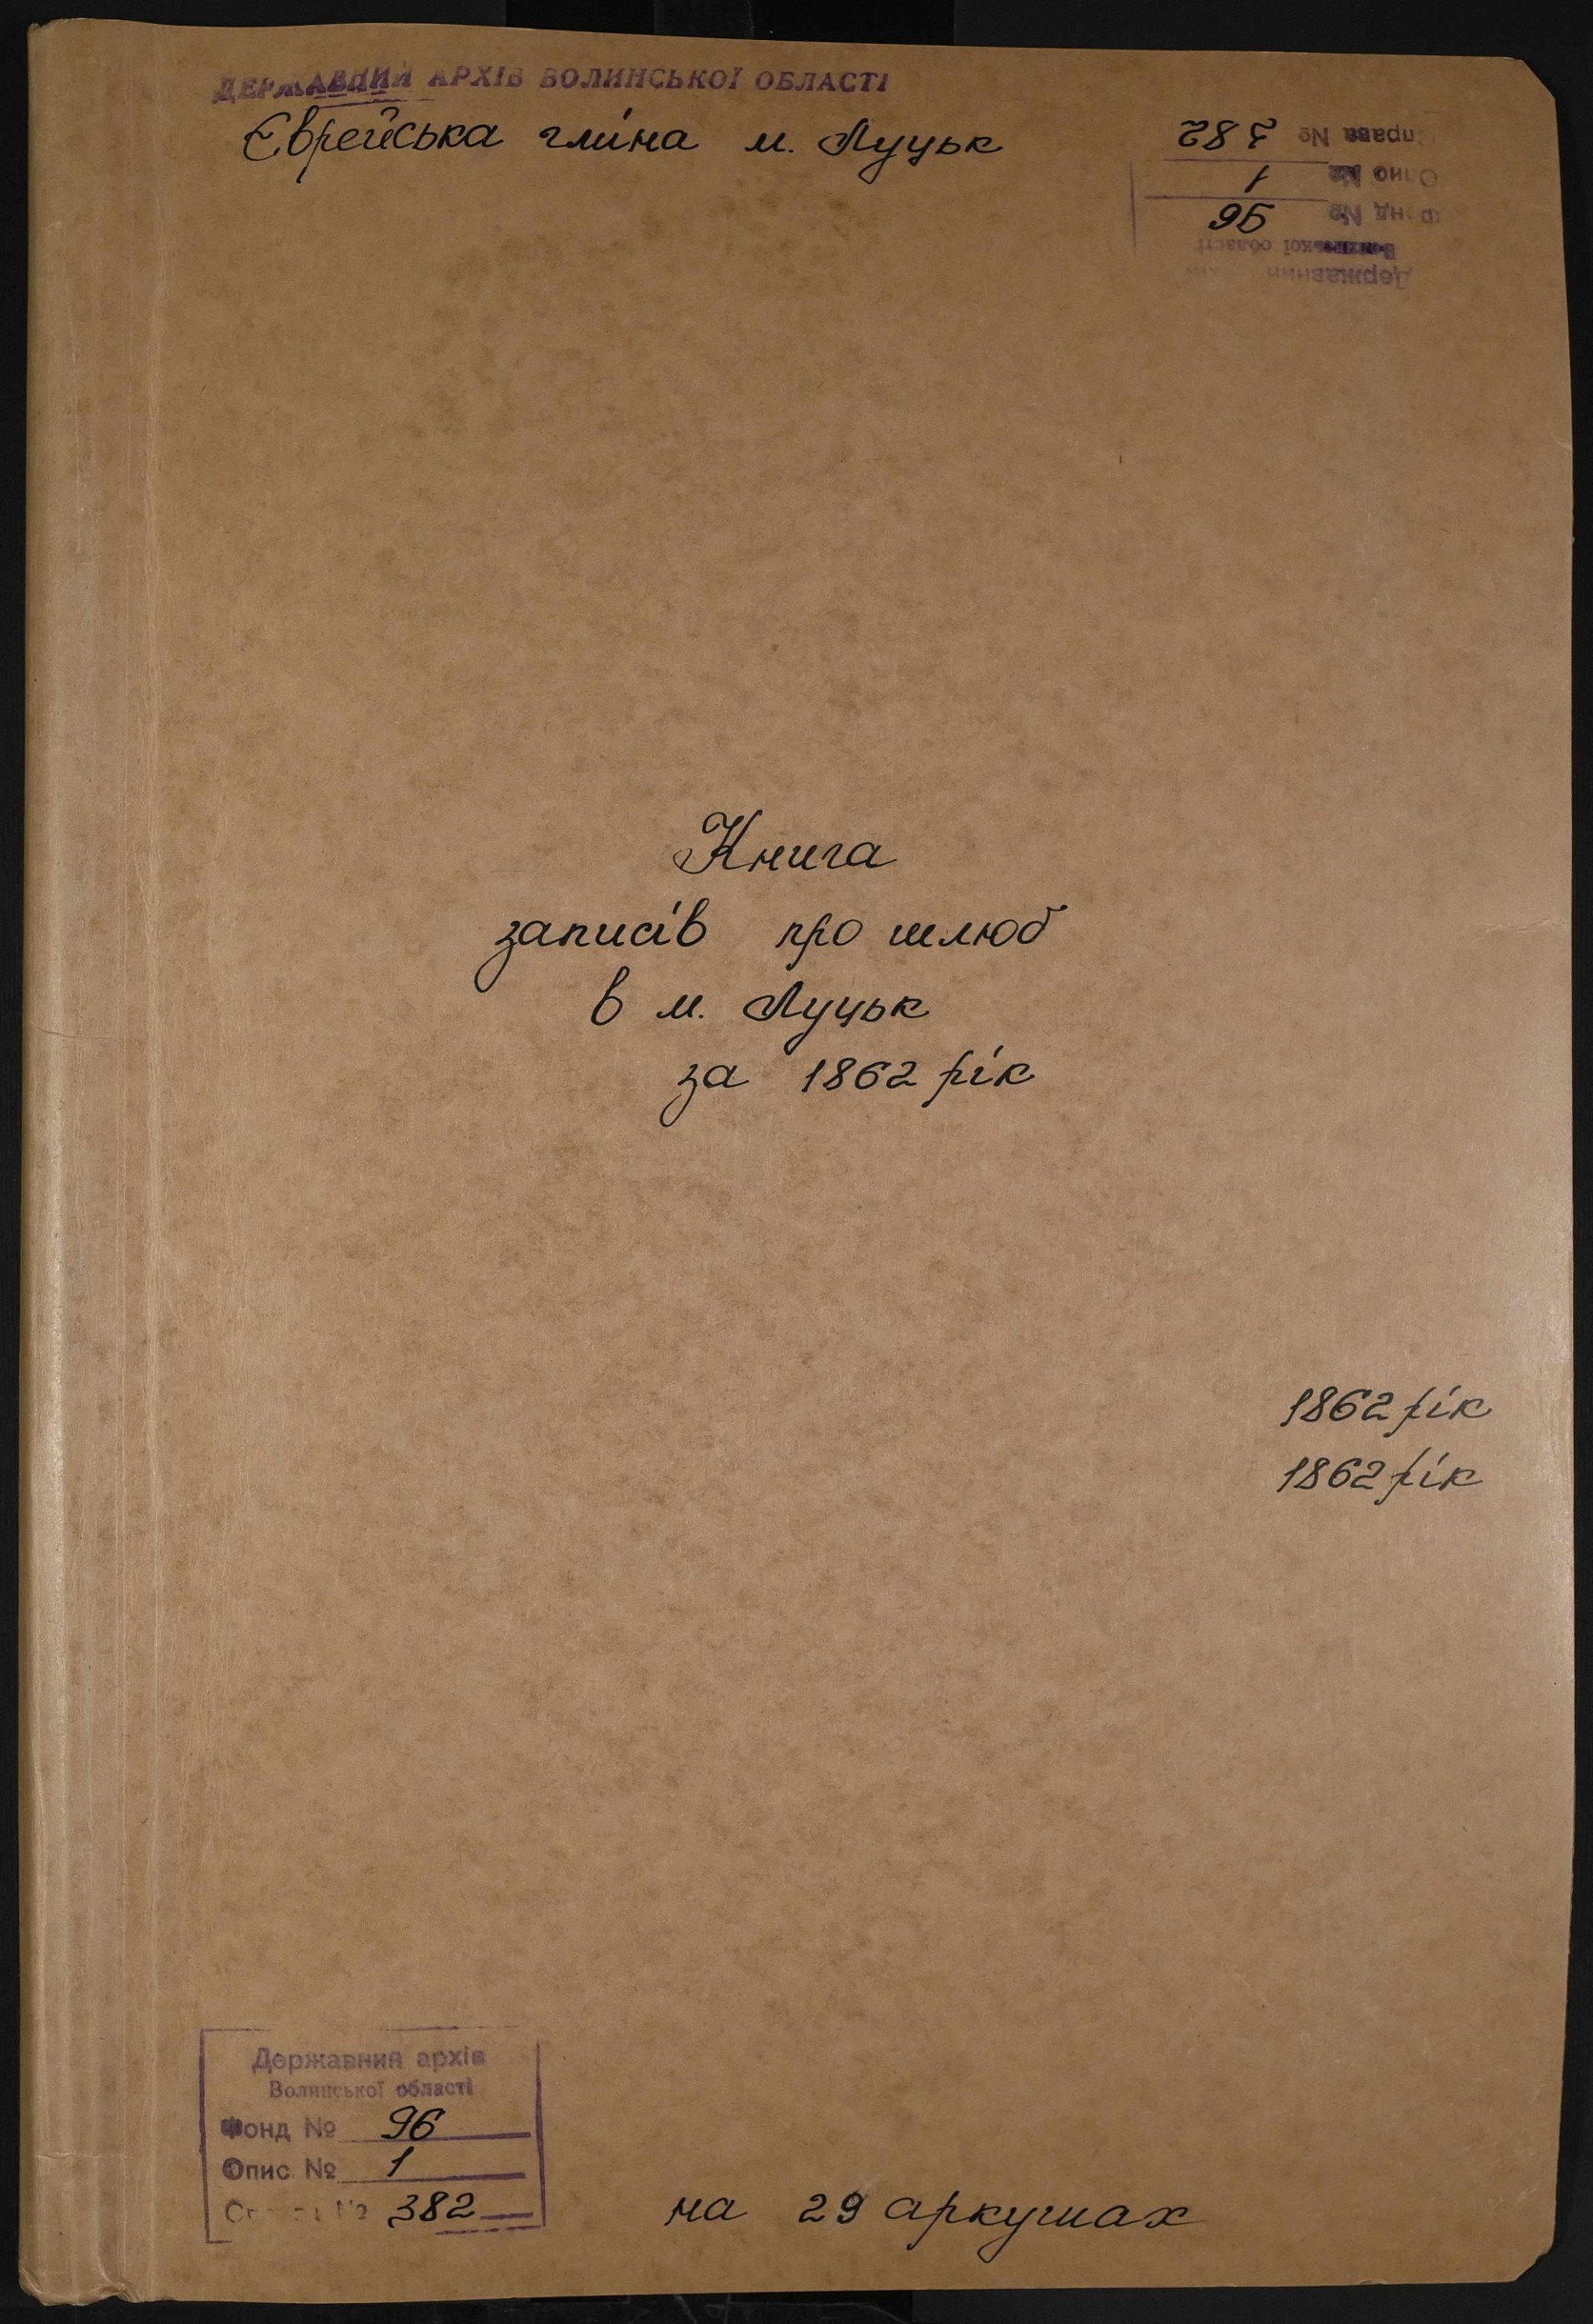 ДЕРЖАВНИЙ АРХІВ ВОЛИНСЬКОЇ ОБЛАСТІ
Єврейська гміна м. Луцьк
Справа № 382
Опис № 1
Фонд № 96
Волинської області
Державний
Книга
записів про шлюб
в м. Луцьк
за 1862 рік
1862 рік
1862 рік
Державний архів
Волинської області
Фонд № 96
Опис № 1
Справа № 382
на 29 аркушах